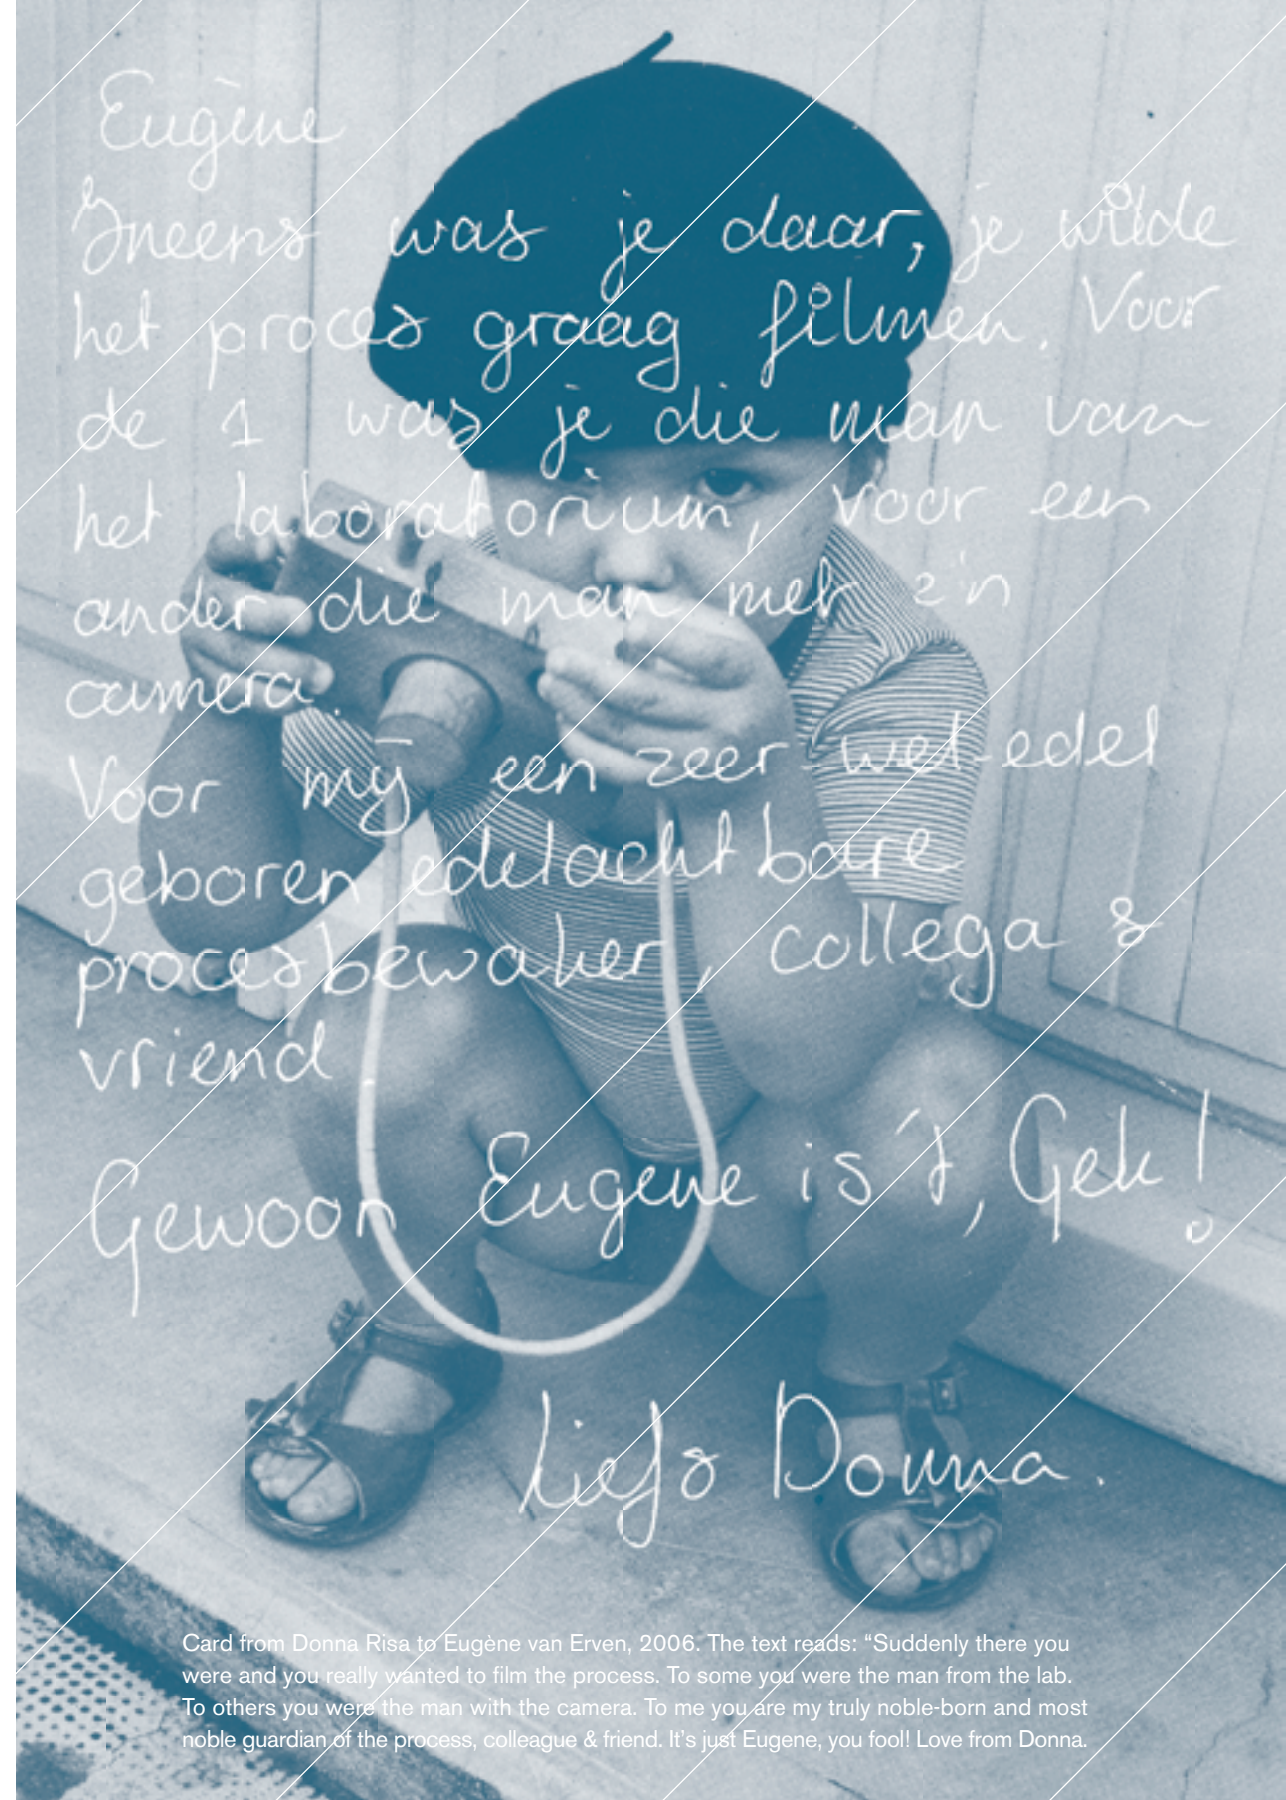 Eugène
Ineens was je daar, je wilde
het proces graag filmen. Voor
de 1 was je die man van
het laboratorium, voor een
ander die man met z'n
camera.
Voor mij een zeer wel edel
geboren edelachtbare
procesbewaker, collega &
vriend
Gewoon Eugene is 't, Gek!
Liefs Donna.
Card from Donna Risa to Eugène van Erven, 2006. The text reads: “Suddenly there you
were and you really wanted to film the process. To some you were the man from the lab.
To others you were the man with the camera. To me you are my truly noble-born and most
noble guardian of the process, colleague & friend. It’s just Eugene, you fool! Love from Donna.